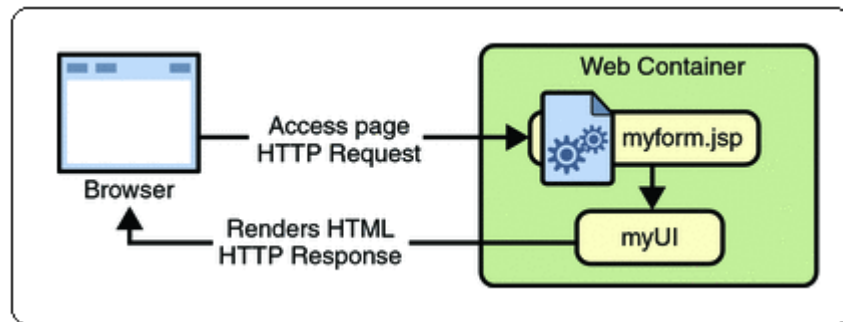 Web Container
Access page
HTTP Request
myform.jsp
Browser
Renders HTML
HTTP Response
myUI